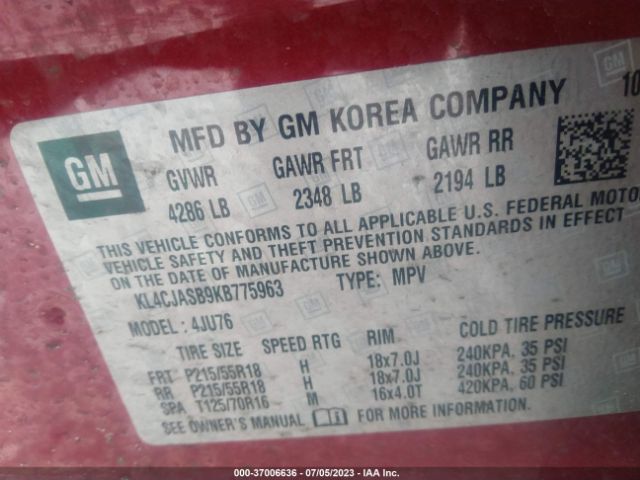 MFD BY GM KOREA COMPANY 10
GM
GVWR GAWR FRT GAWR RR
4286 LB 2348 LB 2194 LB
THIS VEHICLE CONFORMS TO ALL APPLICABLE U.S. FEDERAL MOTOR
VEHICLE SAFETY AND THEFT PREVENTION STANDARDS IN EFFECT
ON THE DATE OF MANUFACTURE SHOWN ABOVE.
KL4CJASB9KB775963 TYPE: MPV
MODEL: 4JU76
TIRE SIZE SPEED RTG RIM COLD TIRE PRESSURE
FRT P215/55R18 H 18x7.0J 240KPA, 35 PSI
RR P215/55R18 H 18x7.0J 240KPA, 35 PSI
SPA T125/70R16 M 16x4.0T 420KPA, 60 PSI
SEE OWNER'S MANUAL FOR MORE INFORMATION.
000-37006636 - 07/05/2023 - IAA Inc.